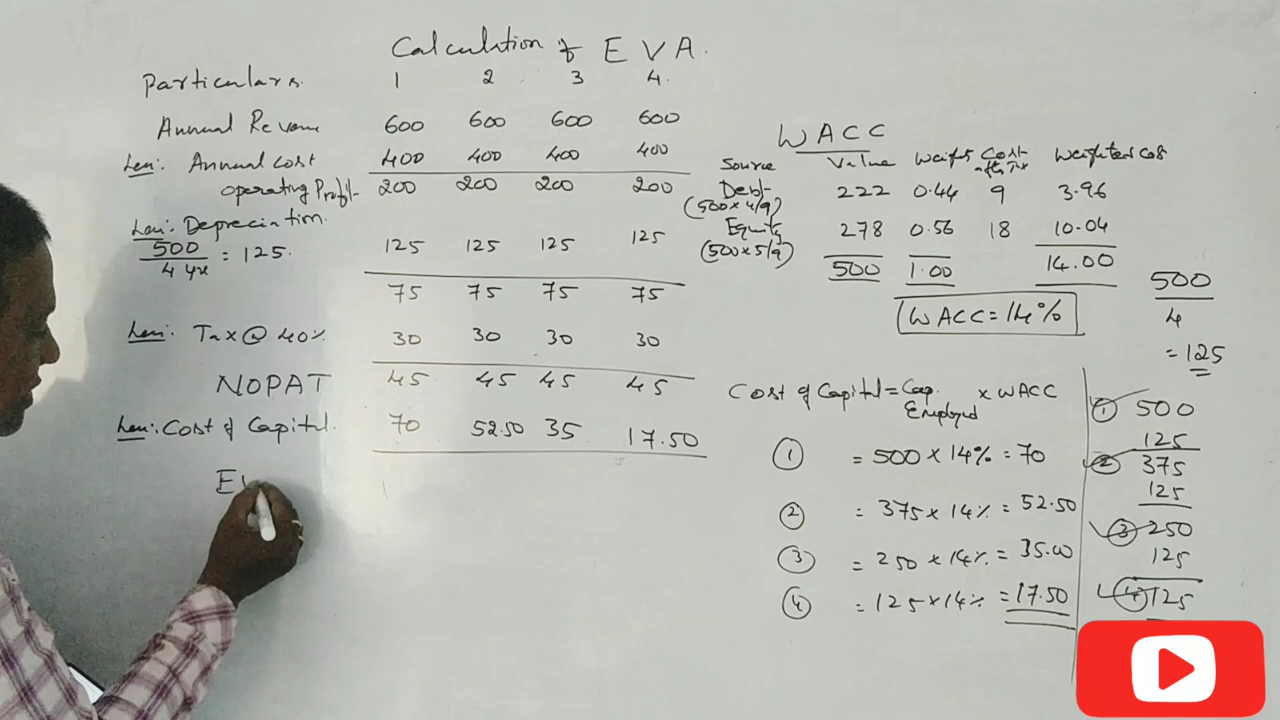 Calculation of EVA.
Particulars 1 2 3 4.
Annual Revenue 600 600 600 600
Less: Annual cost 400 400 400 400
operating Profit 200 200 200 200
Less: Depreciation.
500 / 4 yrs = 125. 125 125 125 125
75 75 75 75
Less: Tax @ 40% 30 30 30 30
NOPAT 45 45 45 45
Less: Cost of Capital. 70 52.50 35 17.50
EV
WACC
Source Value Weight Cost after Tax Weighted cost
Debt 222 0.44 9 3.96
(500 x 4/9)
Equity 278 0.56 18 10.04
(500 x 5/9)
500 1.00 14.00
WACC = 14%
500
4
= 125
Cost of Capital = Cap. Employed x WACC
1 = 500 x 14% = 70
2 = 375 x 14% = 52.50
3 = 250 x 14% = 35.00
4 = 125 x 14% = 17.50
1 500
125
2 375
125
3 250
125
4 125